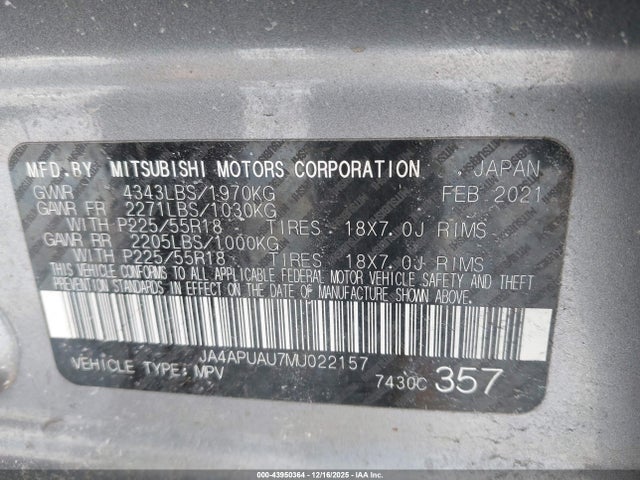 MFD.BY MITSUBISHI MOTORS CORPORATION , JAPAN
GVWR 4343LBS/1970KG FEB 2021
GAWR FR 2271LBS/1030KG
WITH P225/55R18 TIRES. 18X7.0J RIMS
GAWR RR 2205LBS/1000KG
WITH P225/55R18 TIRES. 18X7.0J RIMS
THIS VEHICLE CONFORMS TO ALL APPLICABLE FEDERAL MOTOR VEHICLE SAFETY AND THEFT
PREVENTION STANDARDS IN EFFECT ON THE DATE OF MANUFACTURE SHOWN ABOVE.
JA4APUAU7MJ022157
VEHICLE TYPE: MPV 7430C 357
000-43950364 - 12/16/2025 - IAAI.COM